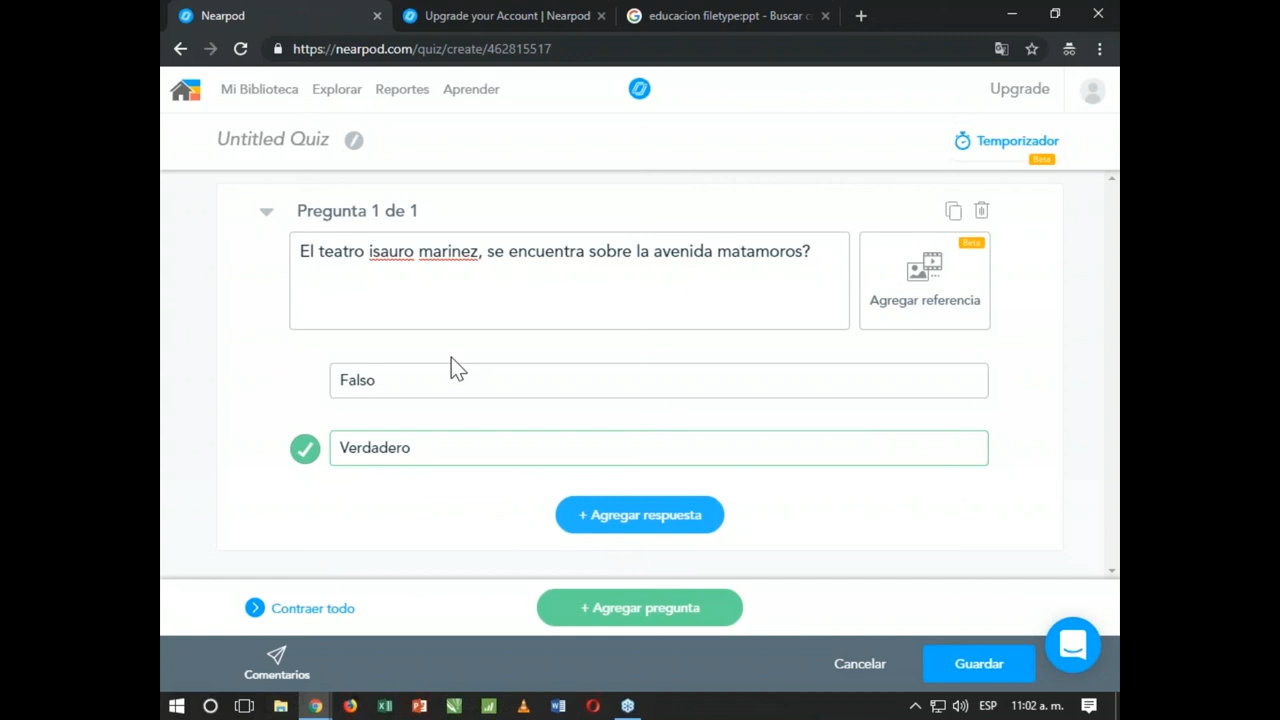 Nearpod
Upgrade your Account | Nearpod
educacion filetype:ppt - Buscar c
https://nearpod.com/quiz/create/462815517
Mi Biblioteca Explorar Reportes Aprender Upgrade
Untitled Quiz
Temporizador
Beta
Pregunta 1 de 1
El teatro isauro marinez, se encuentra sobre la avenida matamoros?
Beta
Agregar referencia
Falso
Verdadero
+ Agregar respuesta
Contraer todo
+ Agregar pregunta
Comentarios
Cancelar
Guardar
ESP
11:02 a. m.